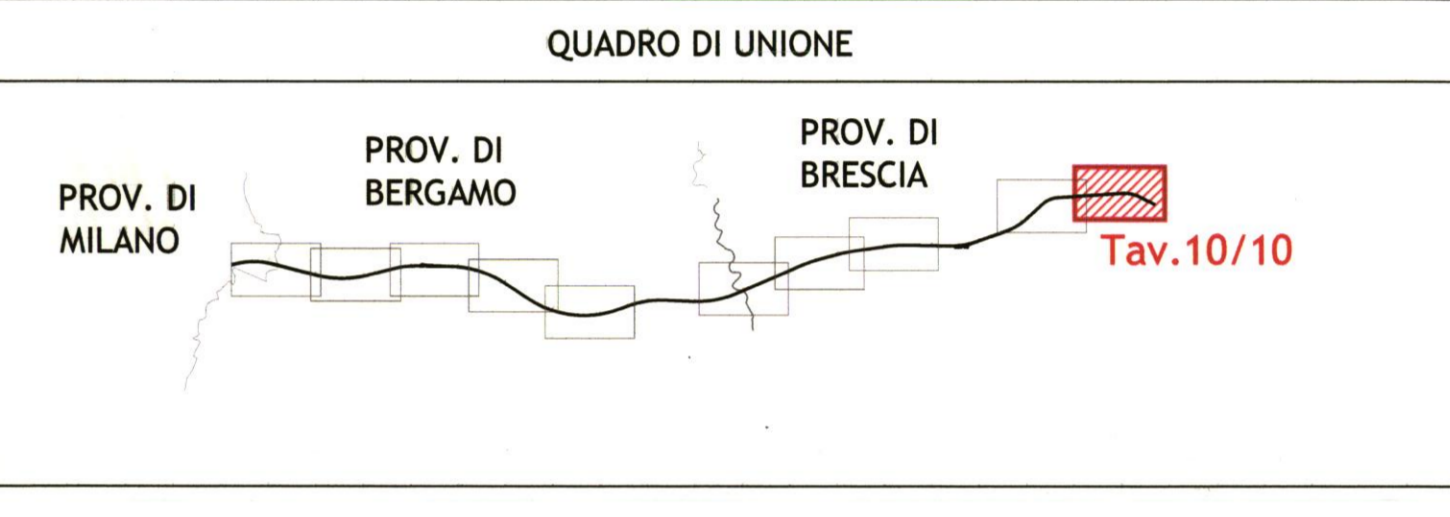 QUADRO DI UNIONE
PROV. DI
MILANO
PROV. DI
BERGAMO
PROV. DI
BRESCIA
Tav.10/10